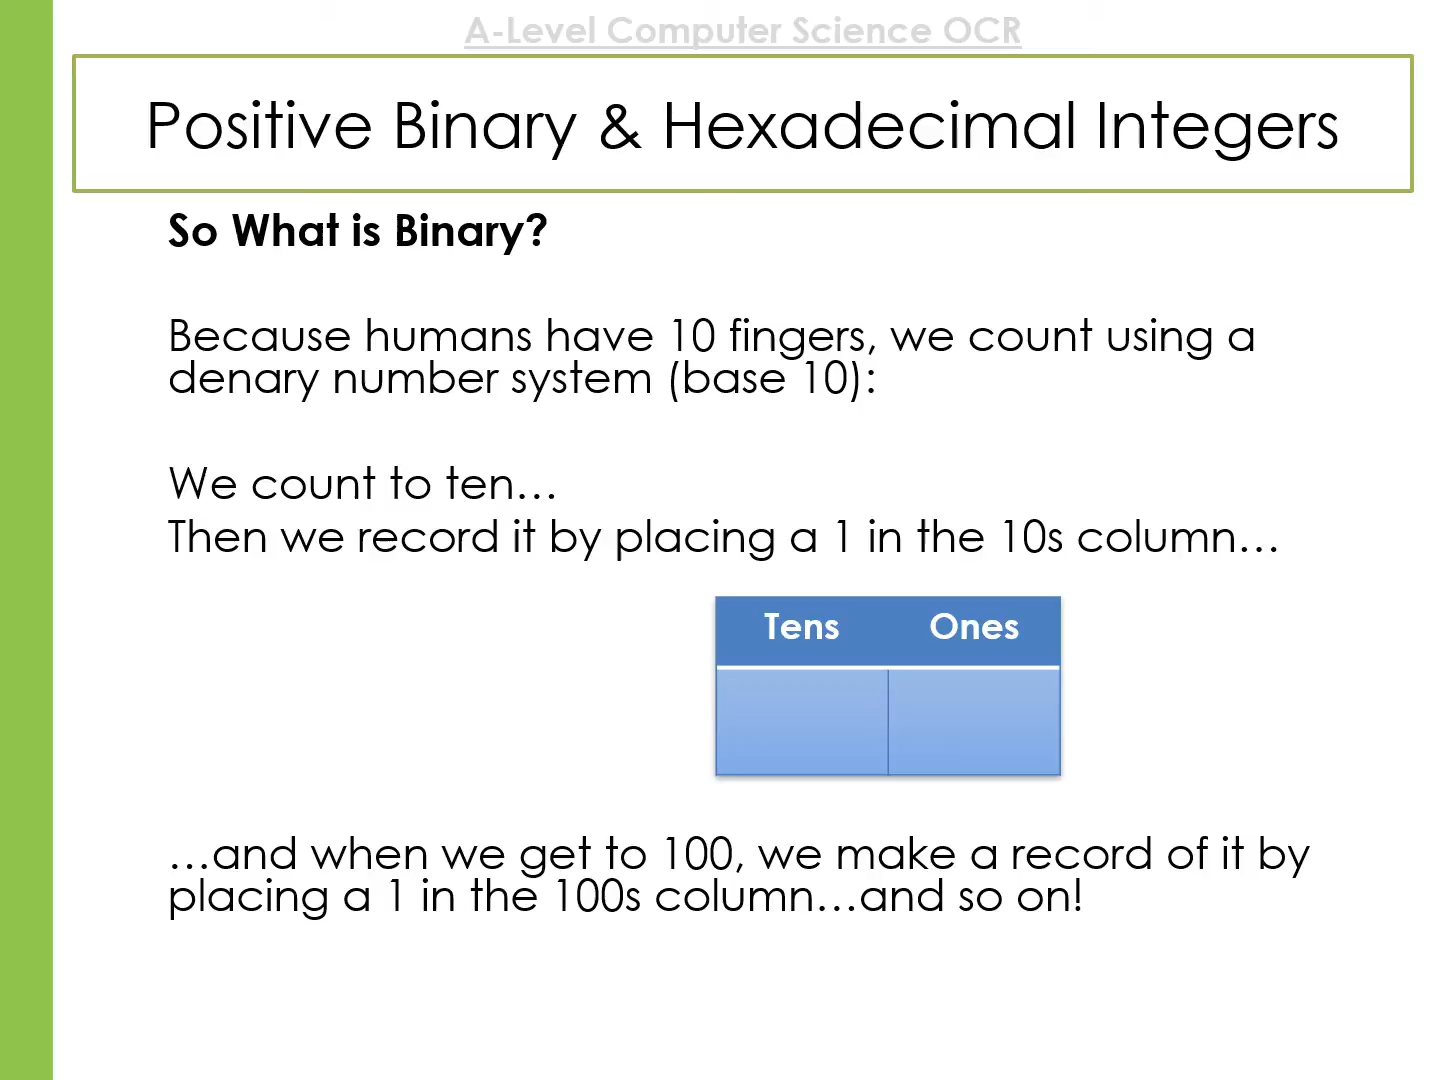 A-Level Computer Science OCR
Positive Binary & Hexadecimal Integers
So What is Binary?
Because humans have 10 fingers, we count using a
denary number system (base 10):
We count to ten…
Then we record it by placing a 1 in the 10s column…
Tens Ones
…and when we get to 100, we make a record of it by
placing a 1 in the 100s column…and so on!